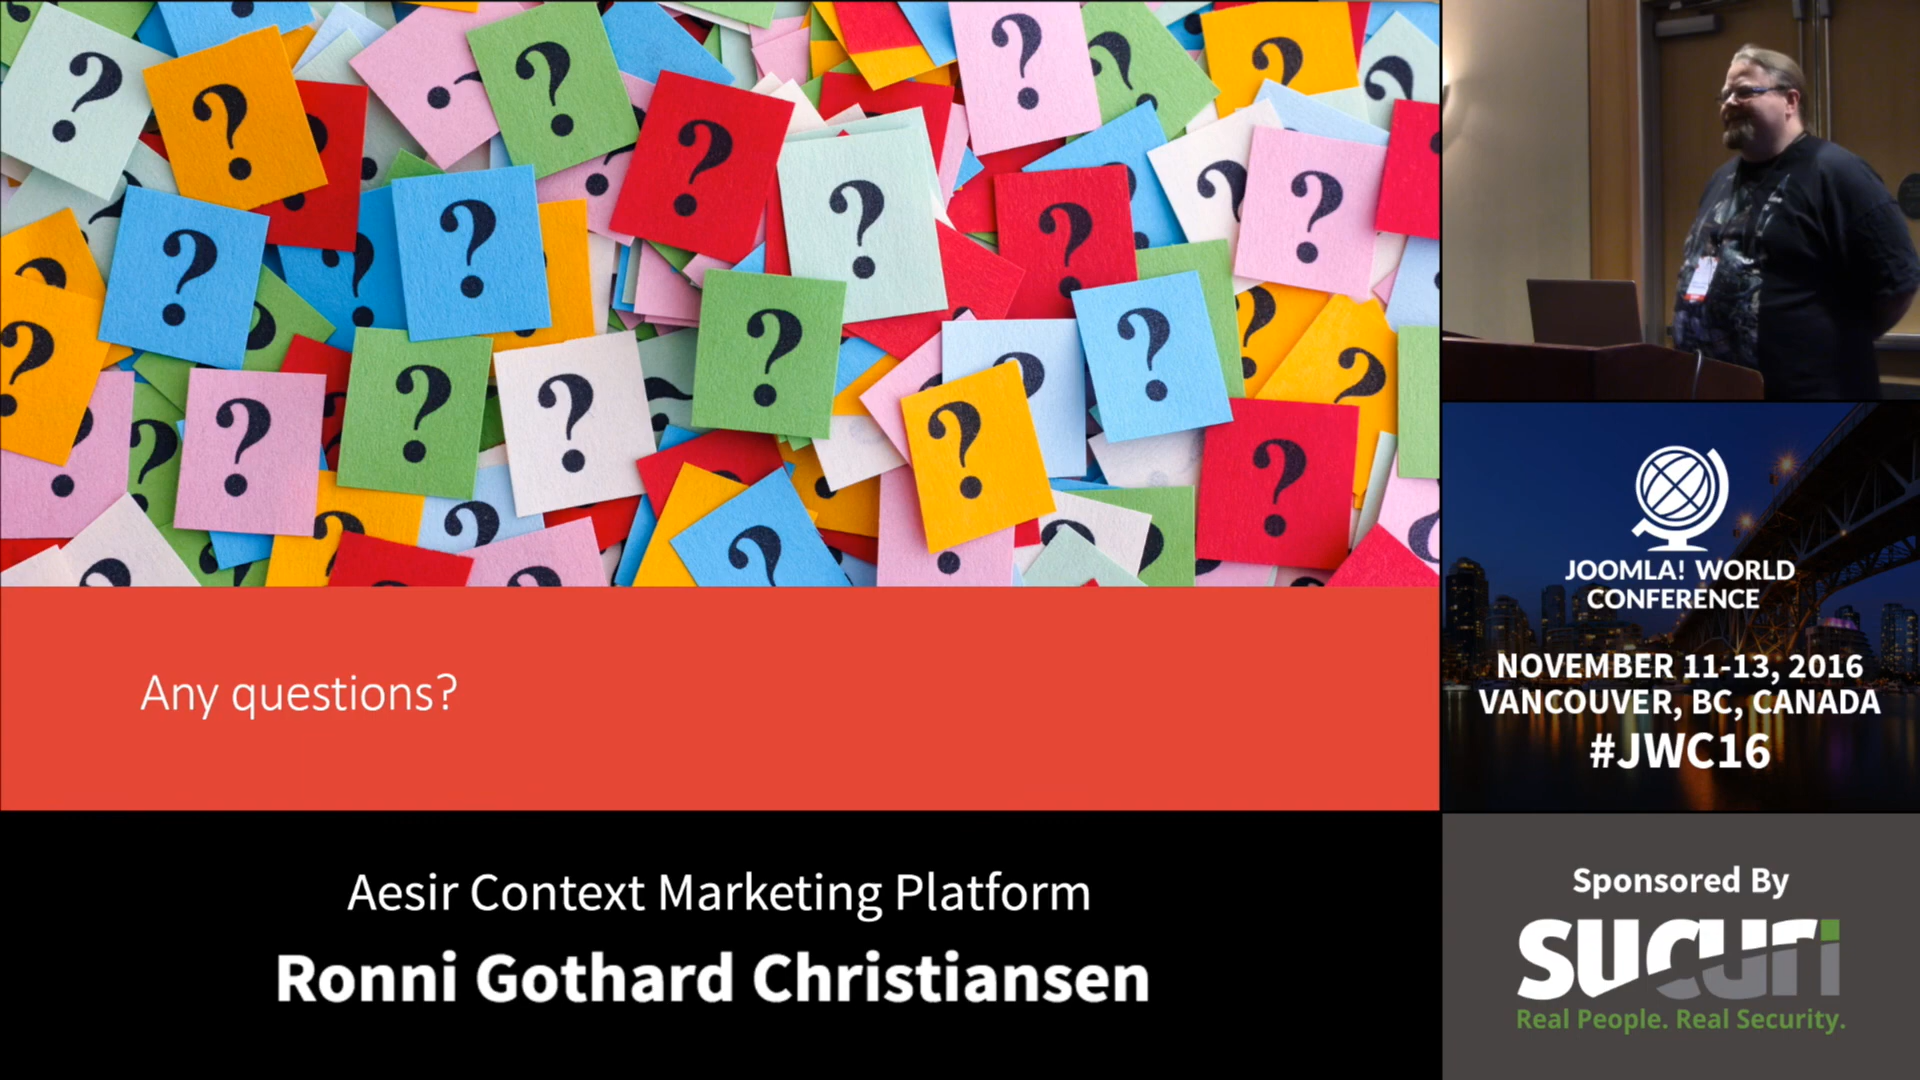 Any questions?
Aesir Context Marketing Platform
Ronni Gothard Christiansen
JOOMLA! WORLD
CONFERENCE
NOVEMBER 11-13, 2016
VANCOUVER, BC, CANADA
#JWC16
Sponsored By
SUCURI
Real People. Real Security.